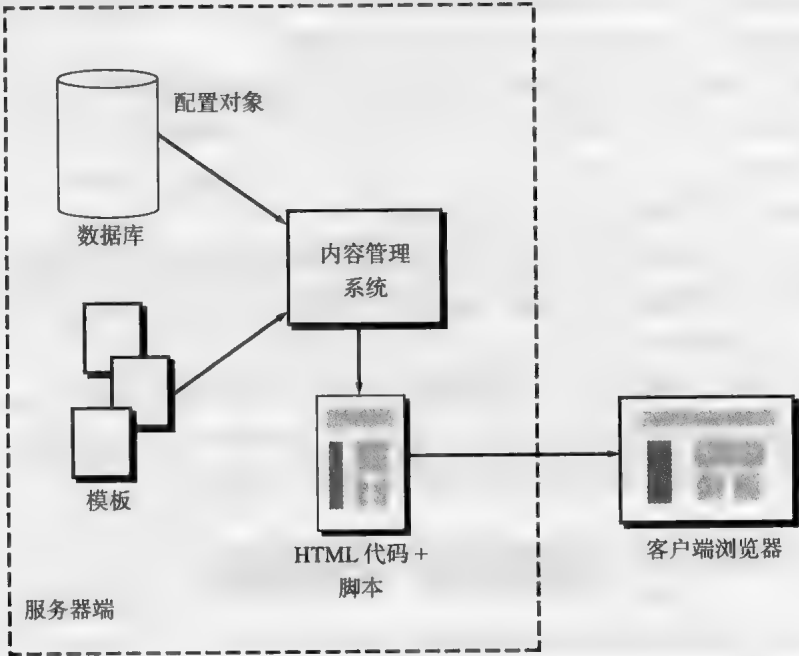 配置对象
数据库
内容管理
系统
模板
HTML 代码 +
脚本
客户端浏览器
服务器端